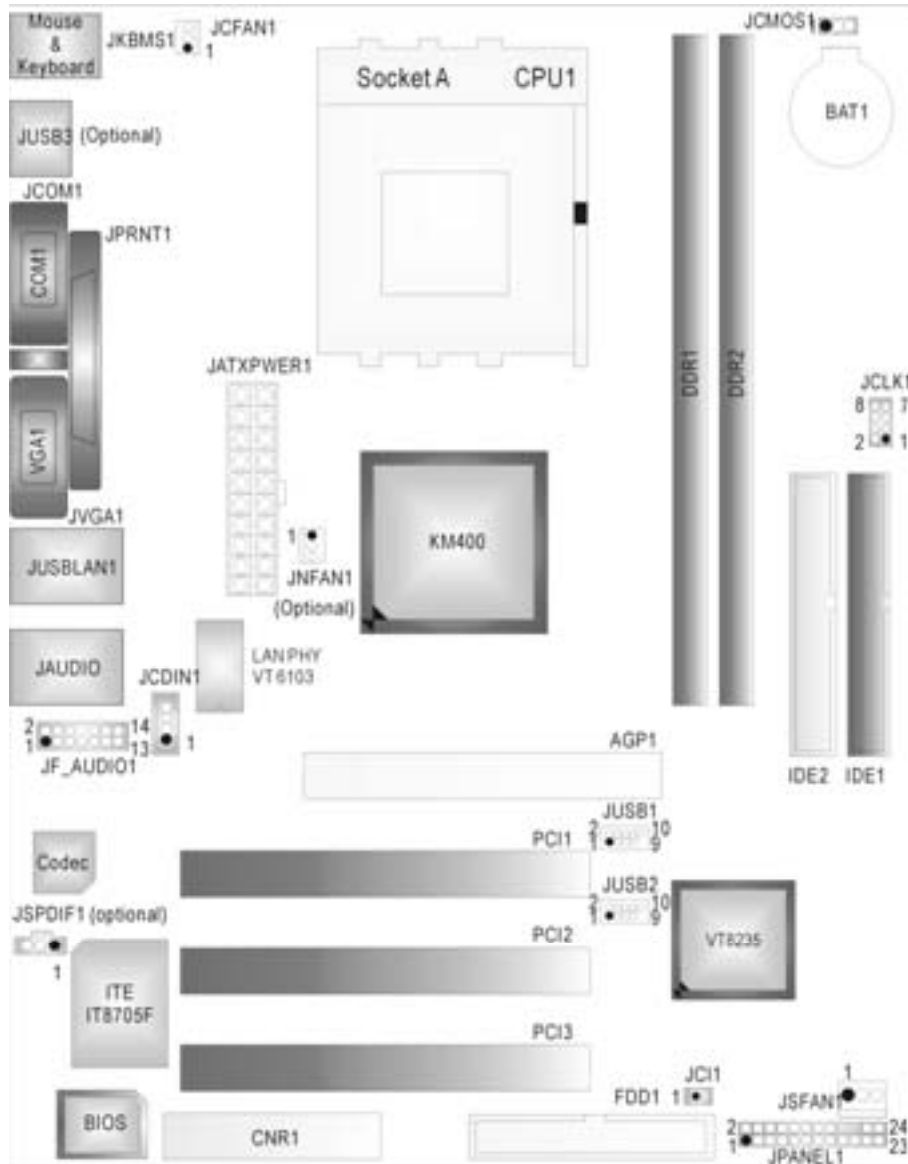 Mouse
&
Keyboard
JKBMS1
JCFAN1
1
JCMOS1
1
Socket A
CPU1
BAT1
JUSB3 (Optional)
JCOM1
JPRNT1
COM1
DDR1
DDR2
JATXPWER1
JCLK1
8
7
2
1
VGA1
JVGA1
KM400
1
JNFAN1
(Optional)
JUSBLAN1
LAN PHY
VT6103
JAUDIO
JCDIN1
1
2
14
1
13
JF_AUDIO1
AGP1
IDE2
IDE1
JUSB1
2
10
1
9
PCI1
Codec
JUSB2
2
10
1
9
JSPDIF1 (optional)
1
PCI2
VT8235
ITE
IT8705F
PCI3
JCI1
1
FDD1
1
JSFAN1
BIOS
CNR1
2
24
1
23
JPANEL1